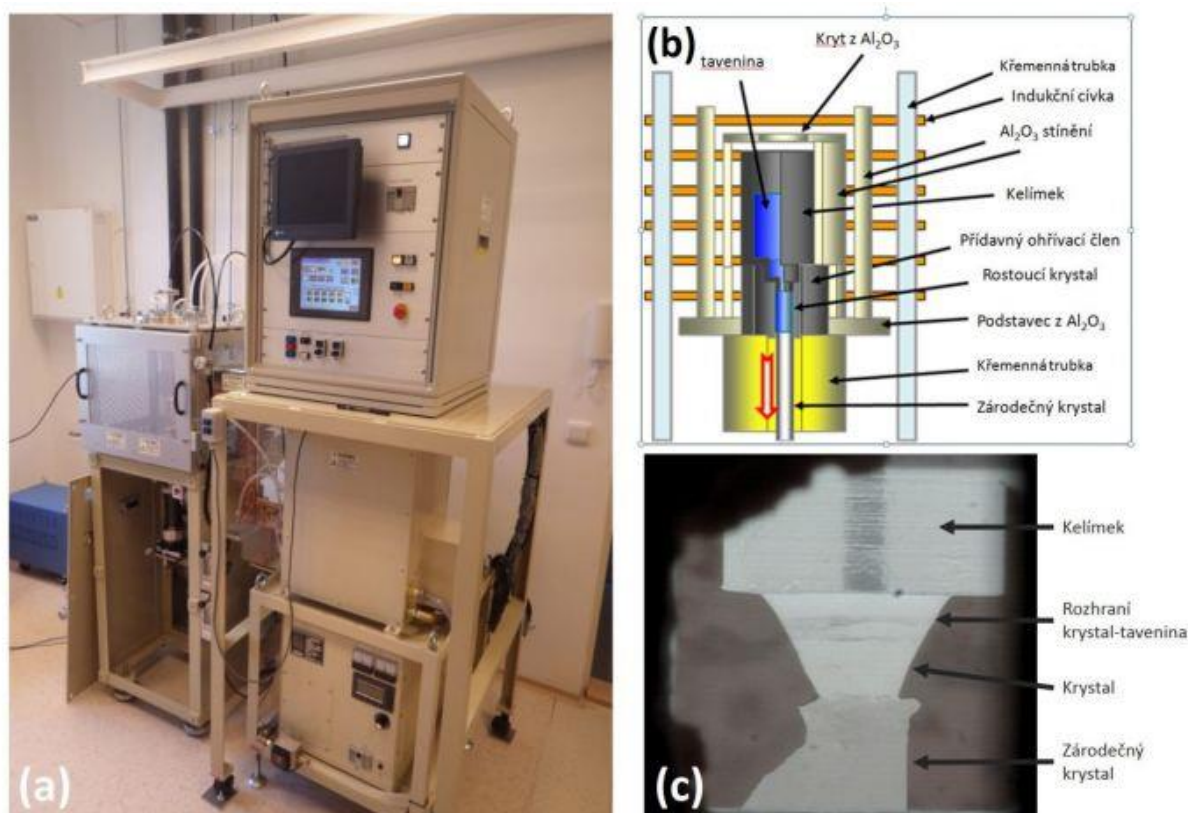 (a)
(b)
Kryt z Al2O3
tavenina
Křemenná trubka
Indukční cívka
Al2O3 stínění
Kelímek
Přídavný ohřívací člen
Rostoucí krystal
Podstavec z Al2O3
Křemenná trubka
Zárodečný krystal
(c)
Kelímek
Rozhraní
krystal-tavenina
Krystal
Zárodečný
krystal